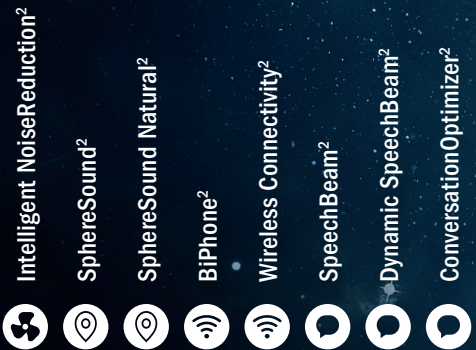 Intelligent NoiseReduction²
SphereSound²
SphereSound Natural²
BiPhone²
Wireless Connectivity²
SpeechBeam²
Dynamic SpeechBeam²
ConversationOptimizer²